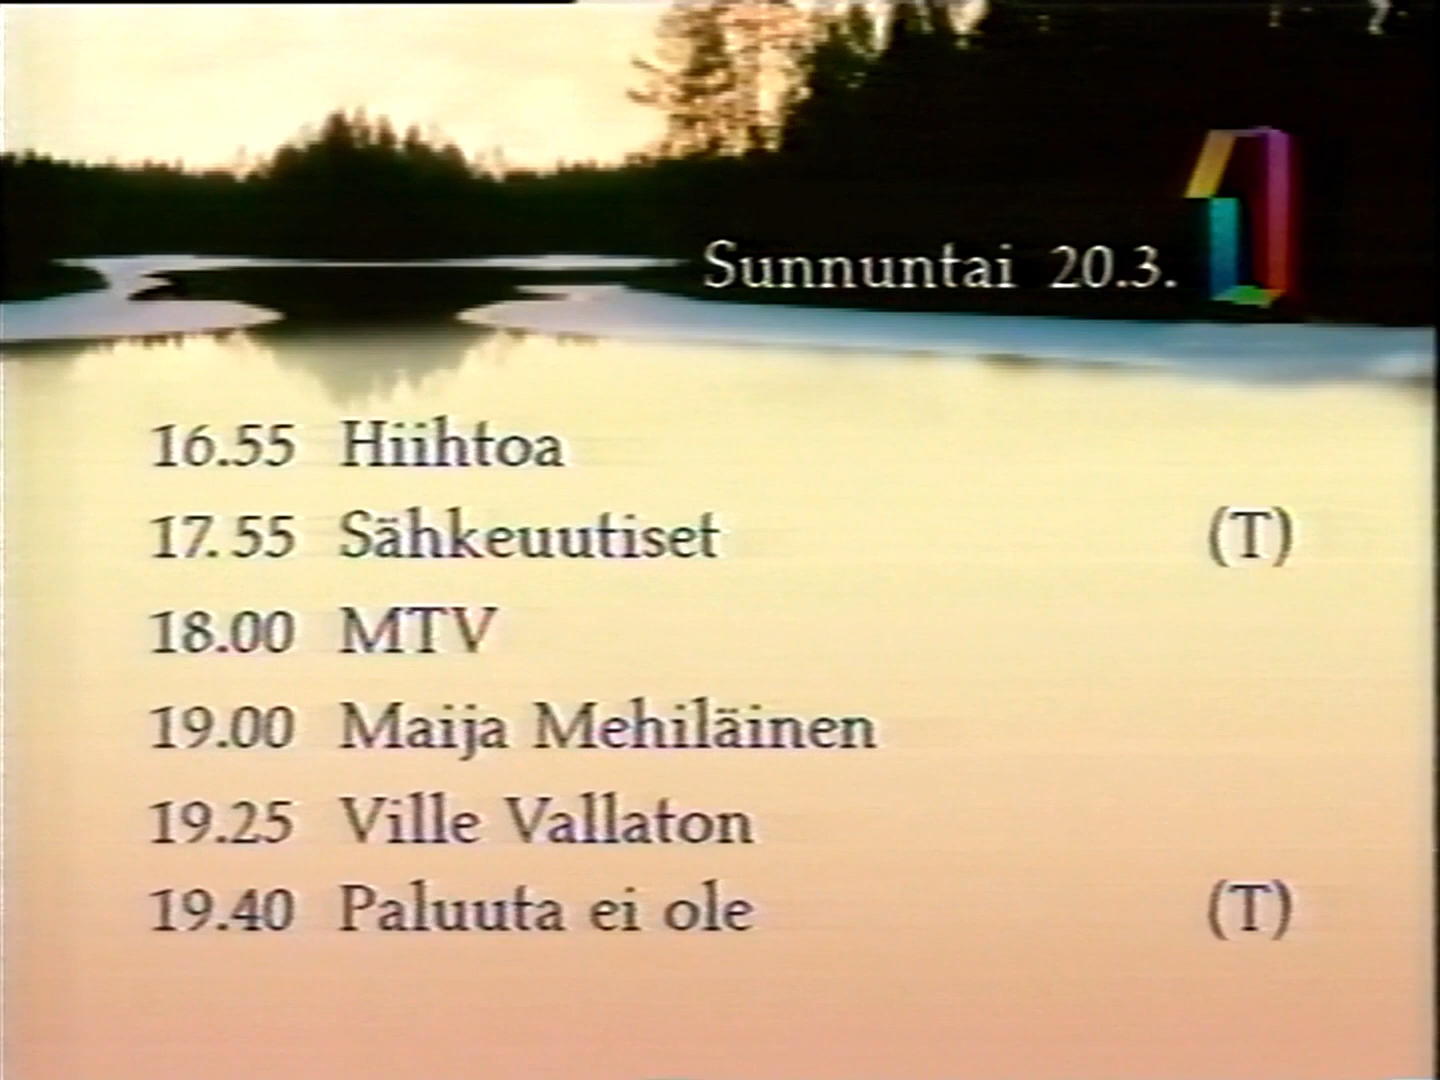 Sunnuntai 20.3.
16.55 Hiihtoa
17.55 Sähkeuutiset (T)
18.00 MTV
19.00 Maija Mehiläinen
19.25 Ville Vallaton
19.40 Paluuta ei ole (T)